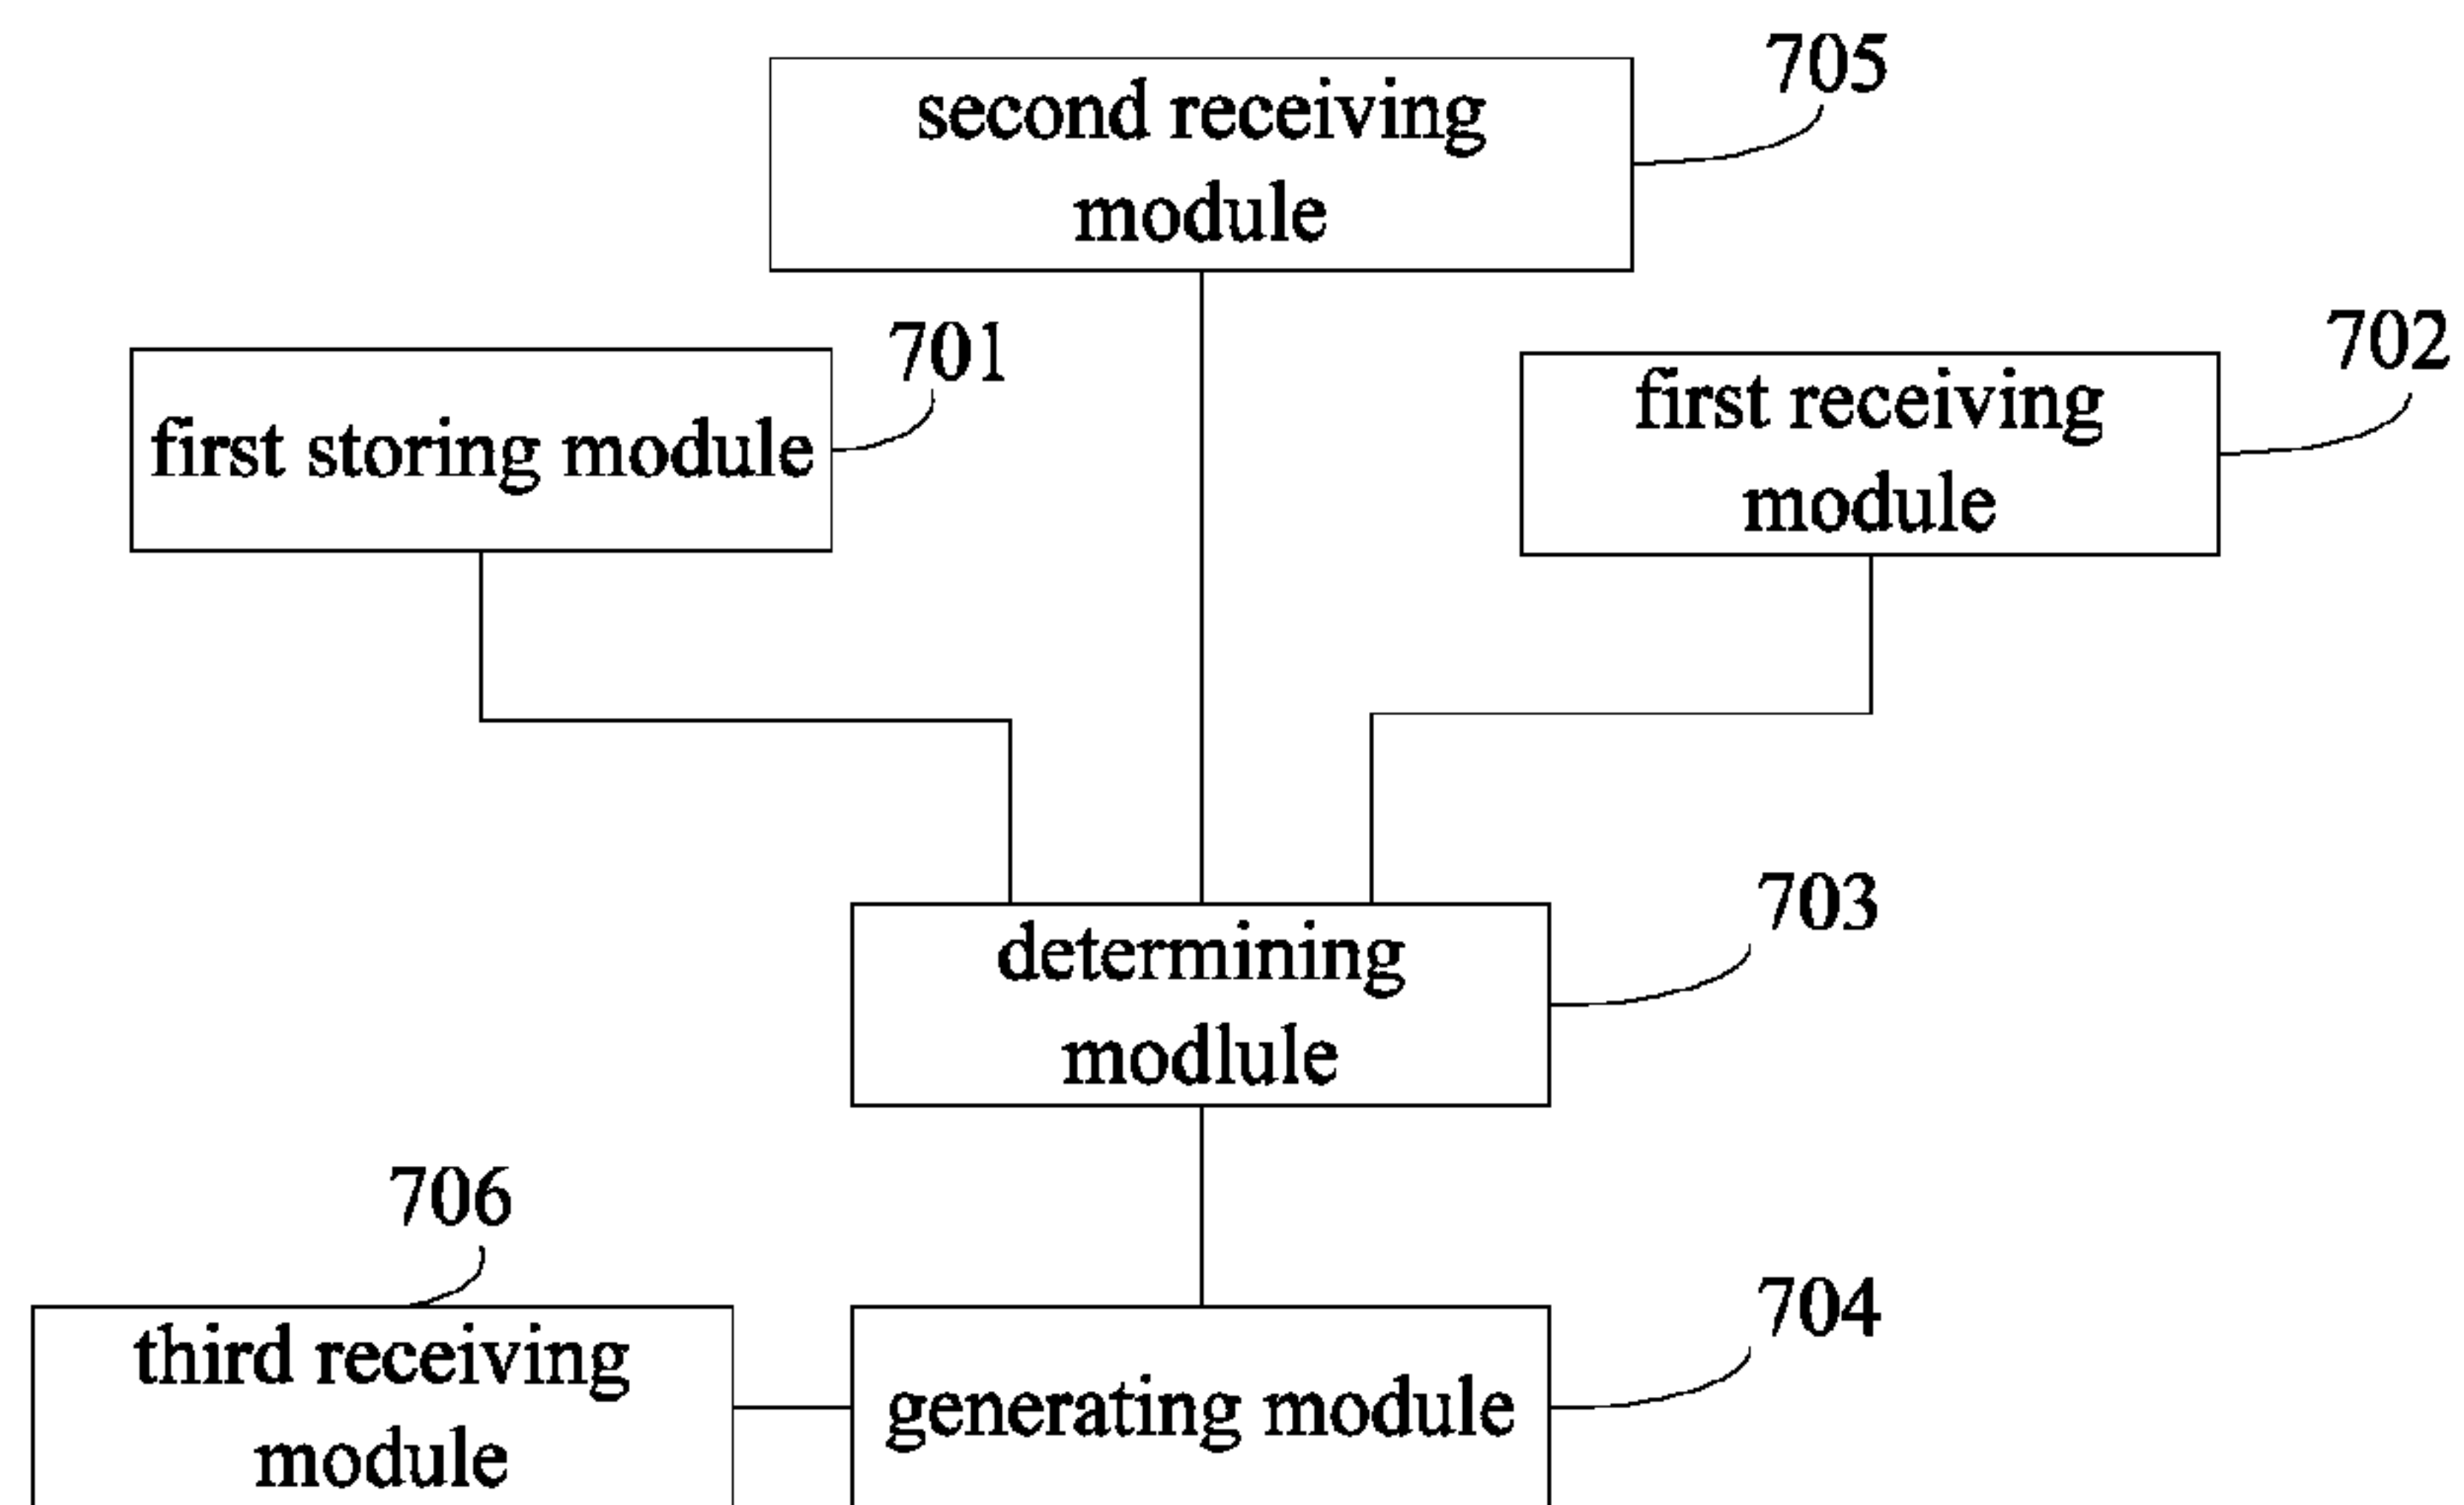 705
second receiving
module
701
702
first storing module
first receiving
module
703
determining
modlule
706
704
third receiving
module
generating module